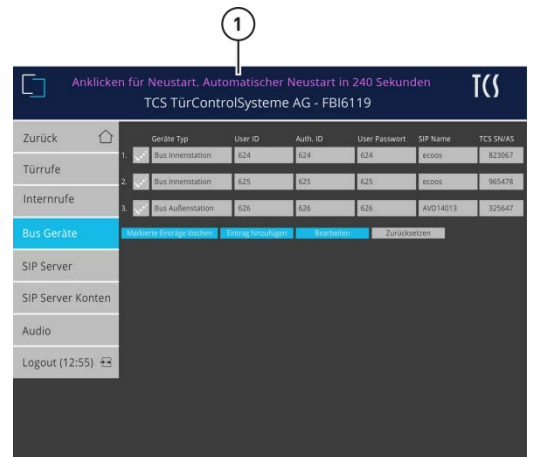 1
Anklicken für Neustart. Automatischer Neustart in 240 Sekunden
TCS TürControlSysteme AG - FBI6119
TCS
Zurück
Türrufe
Internrufe
Bus Geräte
SIP Server
SIP Server Konten
Audio
Logout (12:55)
Geräte Typ User ID Auth. ID User Passwort SIP Name TCS SN/AS
1. Bus Innenstation 624 624 624 ecoos 823067
2. Bus Innenstation 625 625 625 ecoos 965478
3. Bus Außenstation 626 626 626 AVD14013 325647
Markierte Einträge löschen Eintrag hinzufügen Bearbeiten Zurücksetzen